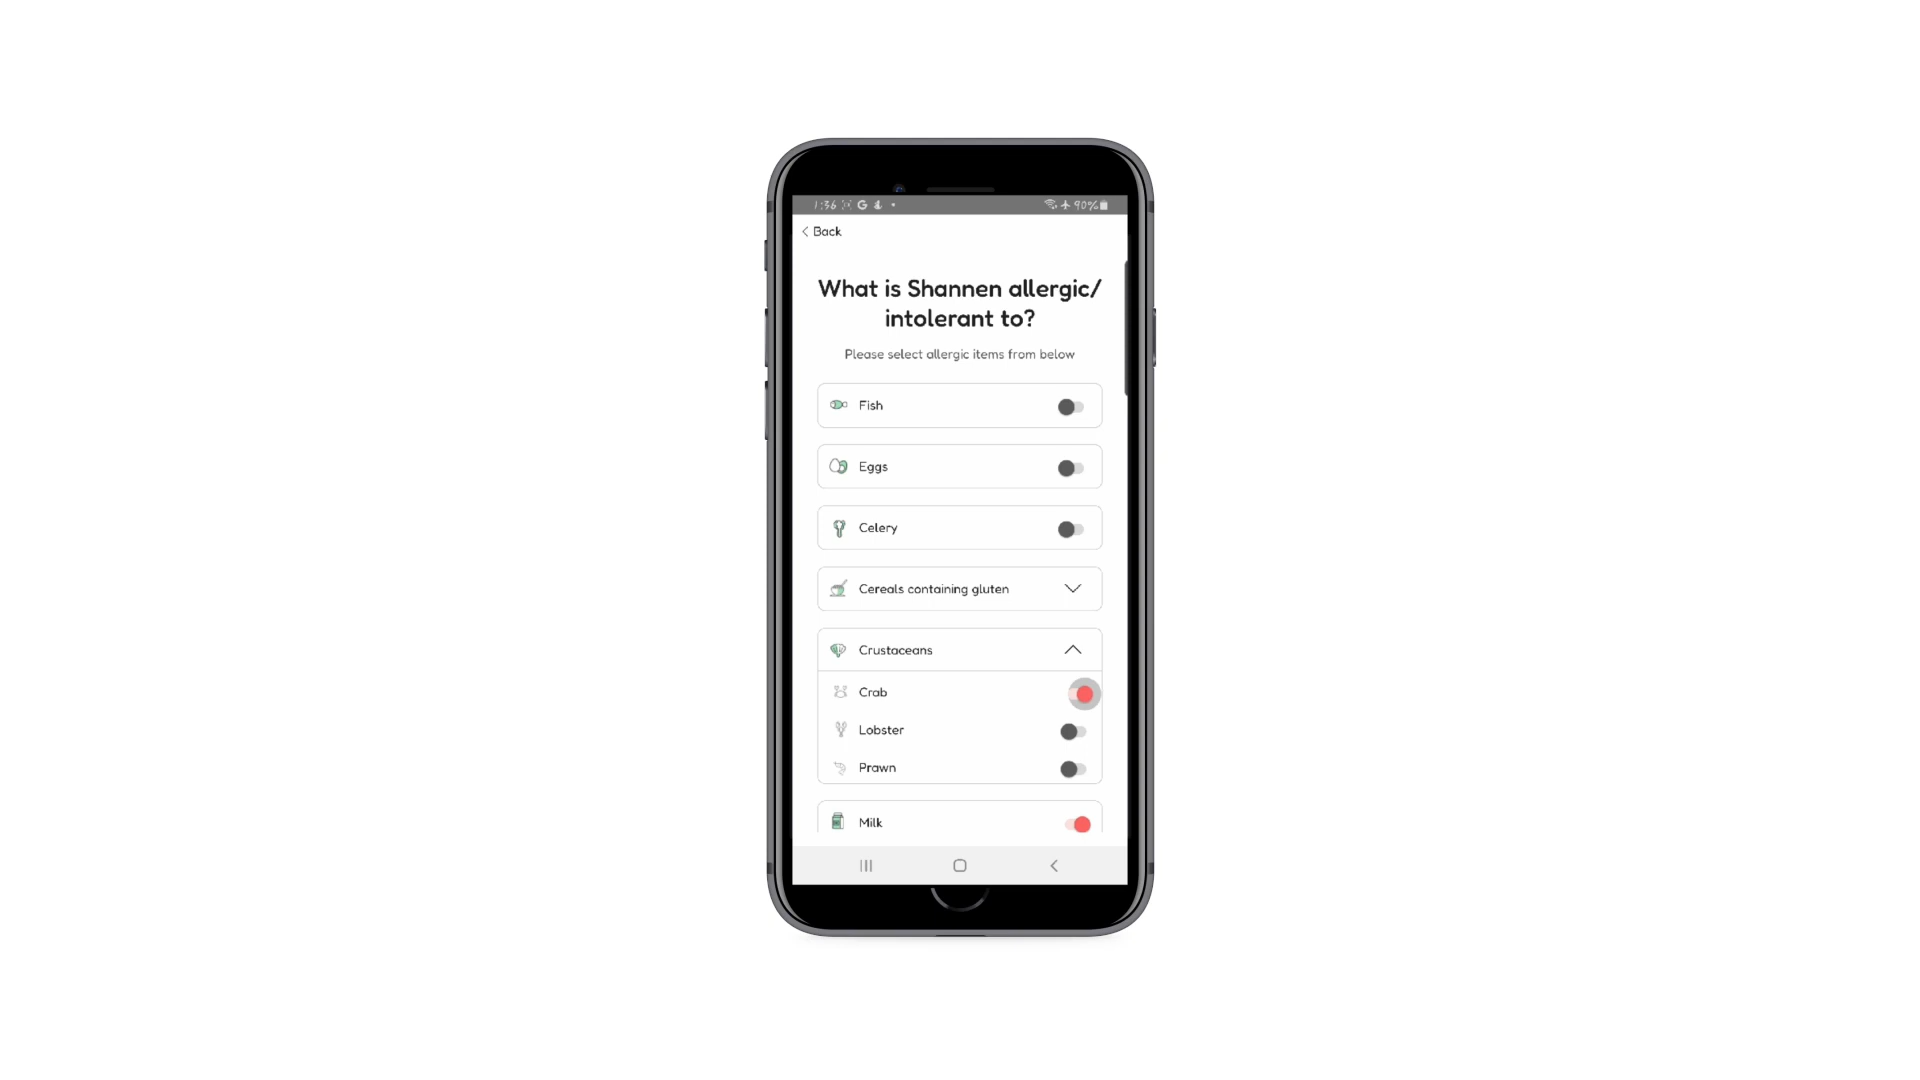 1:36 G 90%
Back
What is Shannen allergic/
intolerant to?
Please select allergic items from below
Fish
Eggs
Celery
Cereals containing gluten
Crustaceans
Crab
Lobster
Prawn
Milk